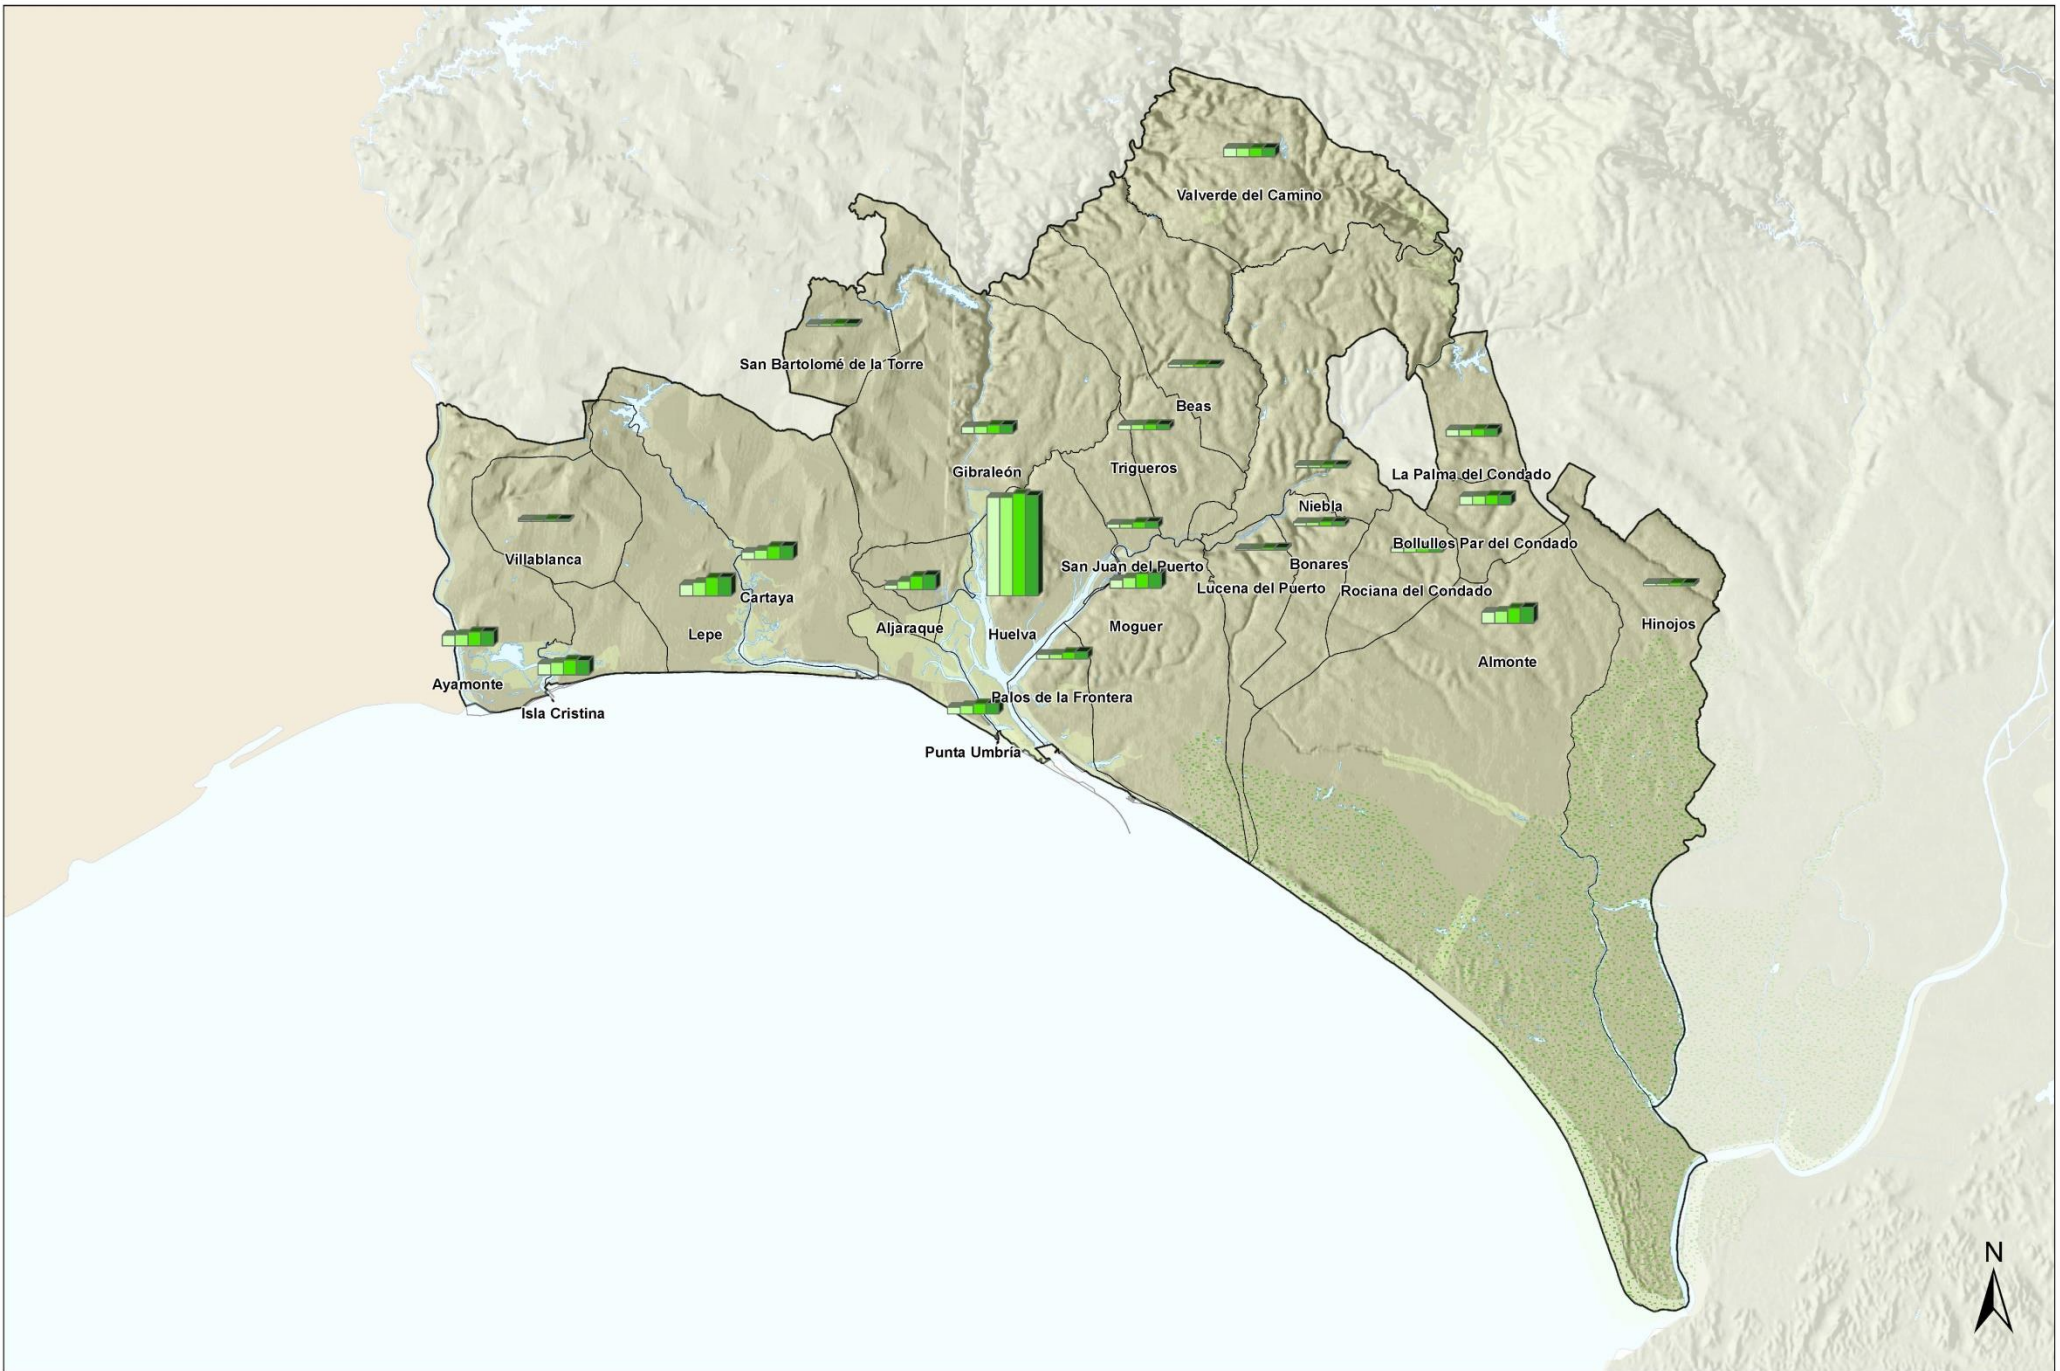 Valverde del Camino
San Bartolomé de la Torre
Beas
Gibraleón
Trigueros
La Palma del Condado
Niebla
Villablanca
Bollullos Par del Condado
San Juan del Puerto
Bonares
Lucena del Puerto
Rociana del Condado
Cartaya
Aljaraque
Huelva
Moguer
Hinojos
Lepe
Almonte
Ayamonte
Isla Cristina
Palos de la Frontera
Punta Umbría
N